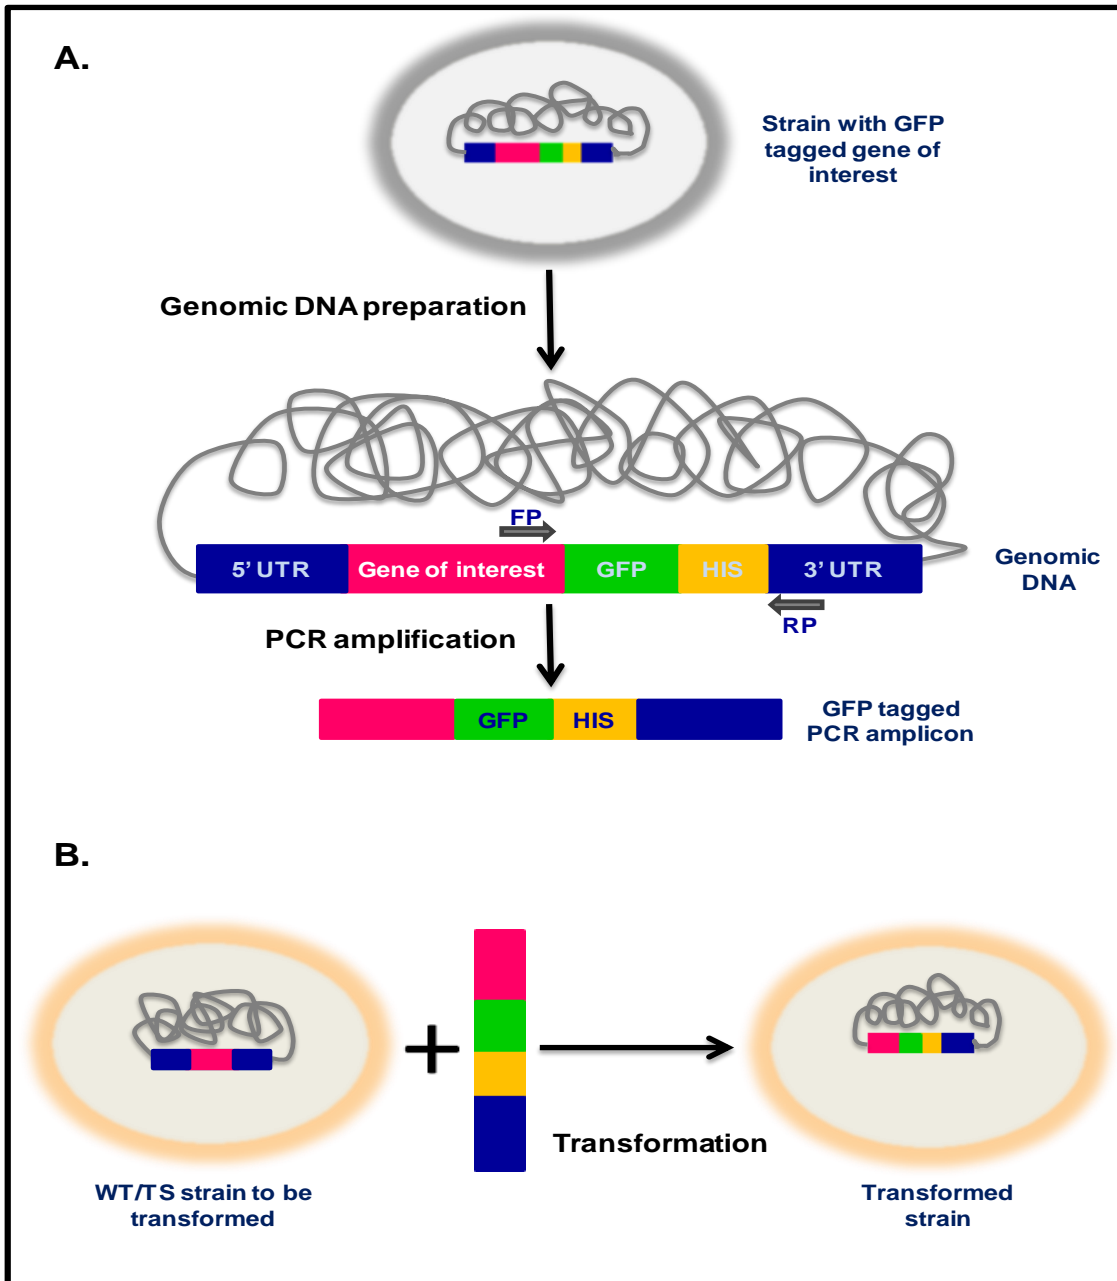 A.
Strain with GFP
tagged gene of
interest
Genomic DNA preparation
FP
5’ UTR
Gene of interest
GFP
HIS
3’ UTR
Genomic
DNA
RP
PCR amplification
GFP
HIS
GFP tagged
PCR amplicon
B.
+
Transformation
WT/TS strain to be
transformed
Transformed
strain